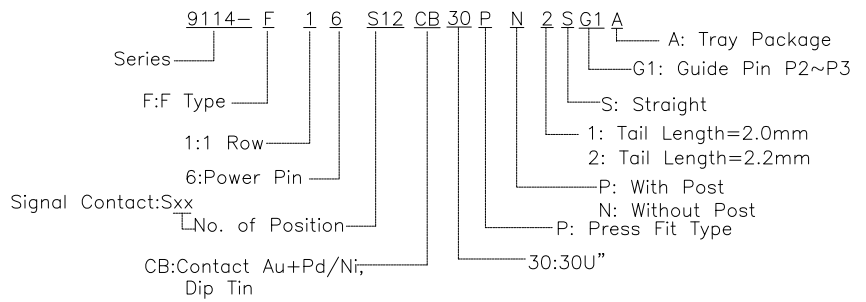 9114- F 1 6 S12 CB 30 P N 2 S G1 A
A: Tray Package
Series
G1: Guide Pin P2~P3
F:F Type
S: Straight
1: Tail Length=2.0mm
1:1 Row
2: Tail Length=2.2mm
6:Power Pin
P: With Post
Signal Contact:Sxx
N: Without Post
No. of Position
P: Press Fit Type
CB:Contact Au+Pd/Ni,
30:30U”
Dip Tin